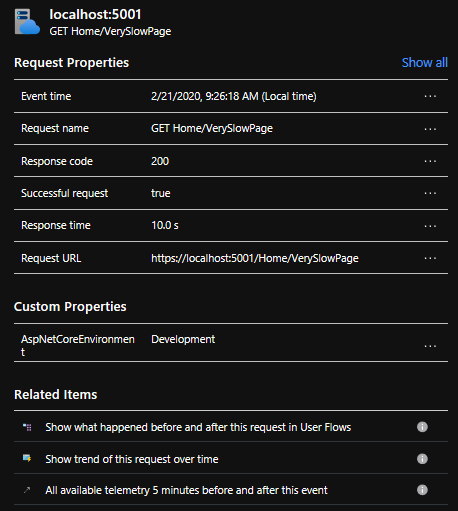 localhost:5001
GET Home/VerySlowPage
Request Properties Show all
Event time 2/21/2020, 9:26:18 AM (Local time) ...
Request name GET Home/VerySlowPage ...
Response code 200 ...
Successful request true ...
Response time 10.0 s ...
Request URL https://localhost:5001/Home/VerySlowPage ...
Custom Properties
AspNetCoreEnvironmen Development ...
t
Related Items
Show what happened before and after this request in User Flows
Show trend of this request over time
All available telemetry 5 minutes before and after this event